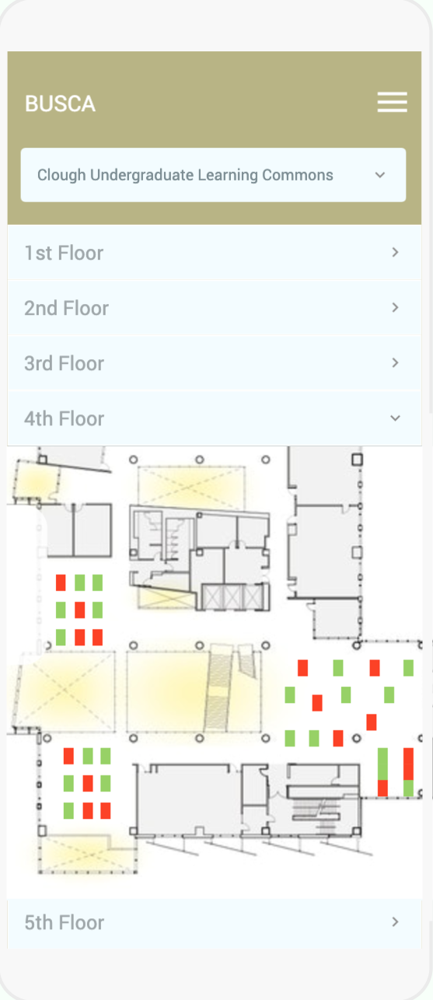 BUSCA
Clough Undergraduate Learning Commons
1st Floor
2nd Floor
3rd Floor
4th Floor
5th Floor